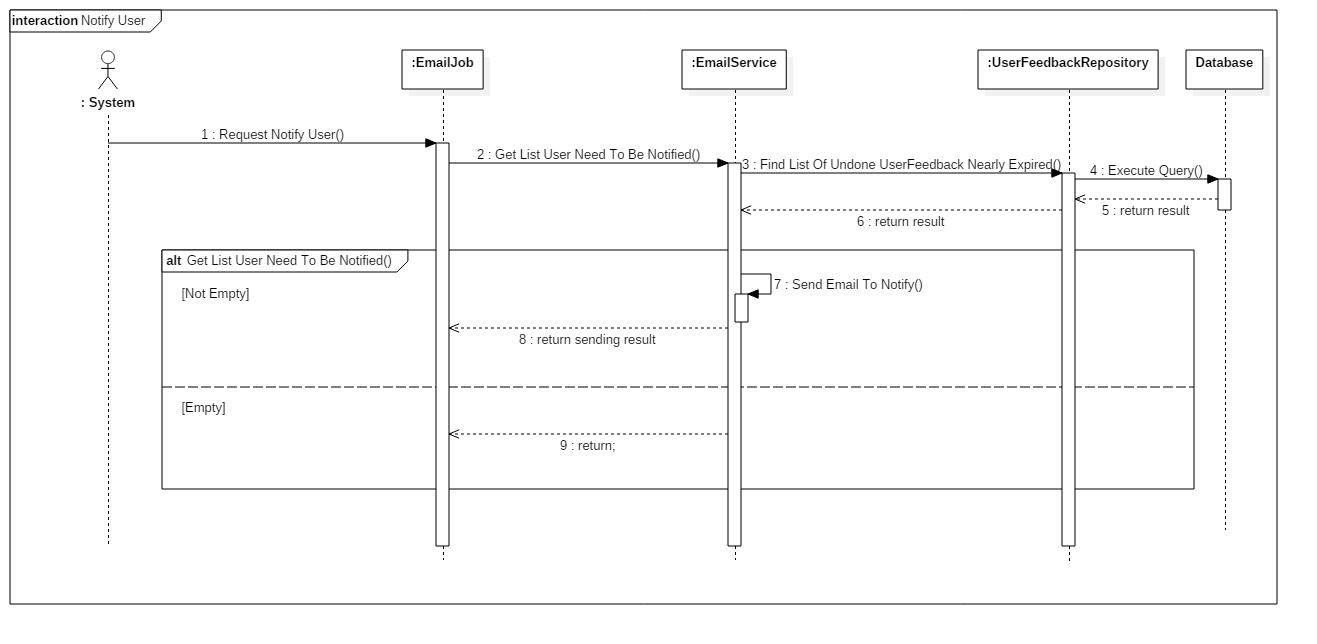 interaction Notify User
:EmailJob
:EmailService
:UserFeedbackRepository
Database
: System
1 : Request Notify User()
2 : Get List User Need To Be Notified()
3 : Find List Of Undone UserFeedback Nearly Expired()
4 : Execute Query()
5 : return result
6 : return result
alt Get List User Need To Be Notified()
[Not Empty]
7 : Send Email To Notify()
8 : return sending result
[Empty]
9 : return;